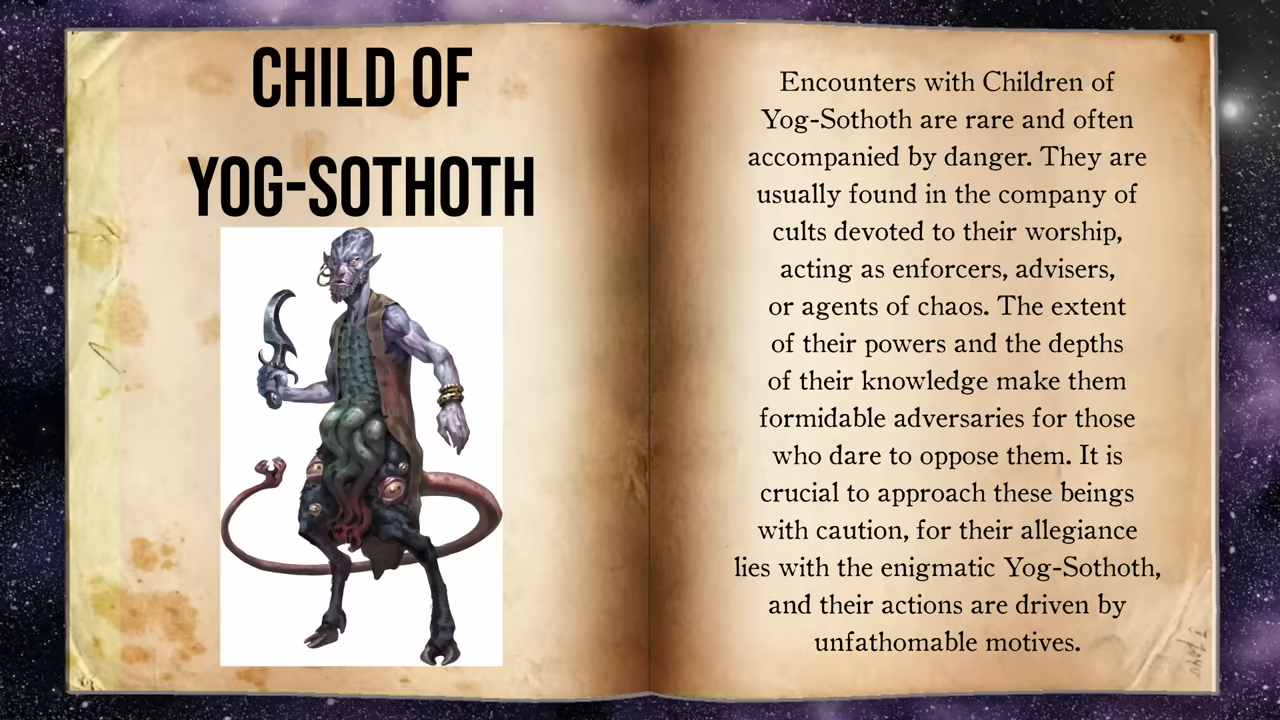 CHILD OF
YOG-SOTHOTH
Encounters with Children of
Yog-Sothoth are rare and often
accompanied by danger. They are
usually found in the company of
cults devoted to their worship,
acting as enforcers, advisers,
or agents of chaos. The extent
of their powers and the depths
of their knowledge make them
formidable adversaries for those
who dare to oppose them. It is
crucial to approach these beings
with caution, for their allegiance
lies with the enigmatic Yog-Sothoth,
and their actions are driven by
unfathomable motives.